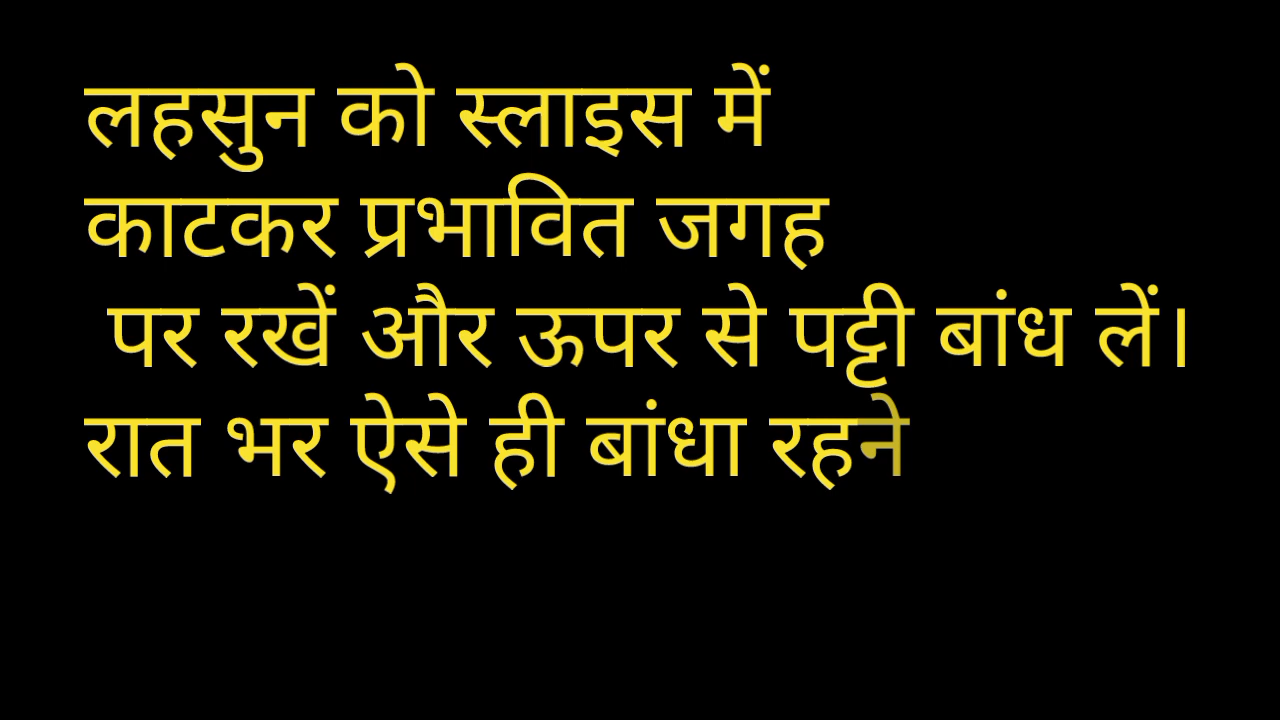 लहसुन को स्लाइस में
काटकर प्रभावित जगह
पर रखें और ऊपर से पट्टी बांध लें।
रात भर ऐसे ही बांधा रहने